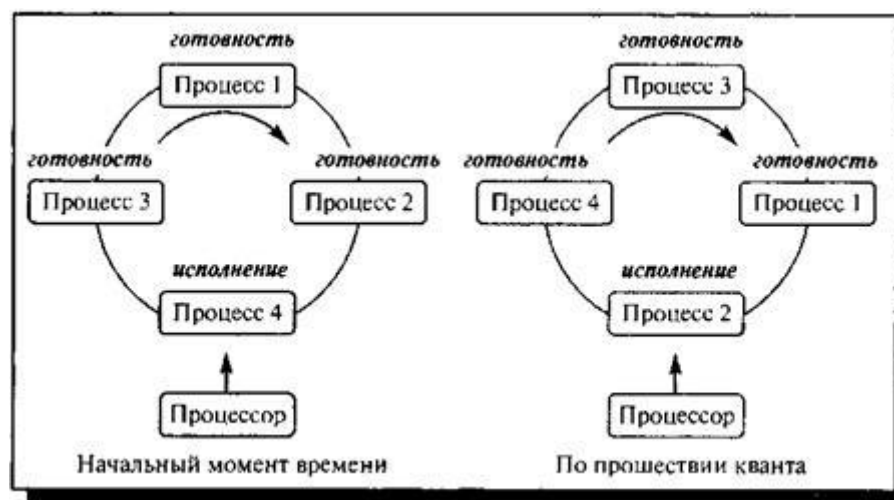 готовность
Процесс 1
готовность
готовность
Процесс 3
Процесс 2
исполнение
Процесс 4
Процессор
Начальный момент времени
готовность
Процесс 3
готовность
готовность
Процесс 4
Процесс 1
исполнение
Процесс 2
Процессор
По прошествии кванта